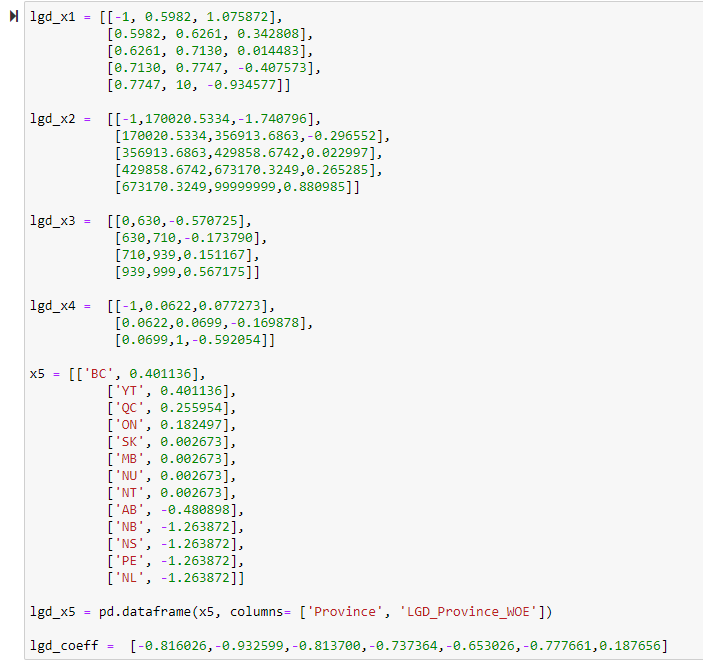 lgd_x1 = [[-1, 0.5982, 1.075872],
[0.5982, 0.6261, 0.342808],
[0.6261, 0.7130, 0.014483],
[0.7130, 0.7747, -0.407573],
[0.7747, 10, -0.934577]]
lgd_x2 =  [[-1,170020.5334,-1.740796],
[170020.5334,356913.6863,-0.296552],
[356913.6863,429858.6742,0.022997],
[429858.6742,673170.3249,0.265285],
[673170.3249,99999999,0.880985]]
lgd_x3 =  [[0,630,-0.570725],
[630,710,-0.173790],
[710,939,0.151167],
[939,999,0.567175]]
lgd_x4 =  [[-1,0.0622,0.077273],
[0.0622,0.0699,-0.169878],
[0.0699,1,-0.592054]]
x5 = [['BC', 0.401136],
['YT', 0.401136],
['QC', 0.255954],
['ON', 0.182497],
['SK', 0.002673],
['MB', 0.002673],
['NU', 0.002673],
['NT', 0.002673],
['AB', -0.480898],
['NB', -1.263872],
['NS', -1.263872],
['PE', -1.263872],
['NL', -1.263872]]
lgd_x5 = pd.dataframe(x5, columns= ['Province', 'LGD_Province_WOE'])
lgd_coeff =  [-0.816026,-0.932599,-0.813700,-0.737364,-0.653026,-0.777661,0.187656]